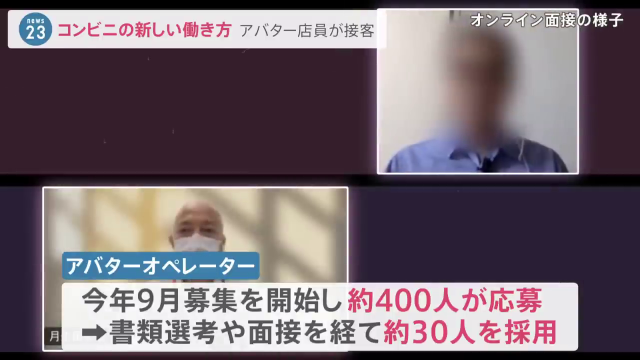 news23
コンビニの新しい働き方 アバター店員が接客
オンライン面接の様子
アバターオペレーター
今年9月募集を開始し約400人が応募
➡書類選考や面接を経て約30人を採用
月